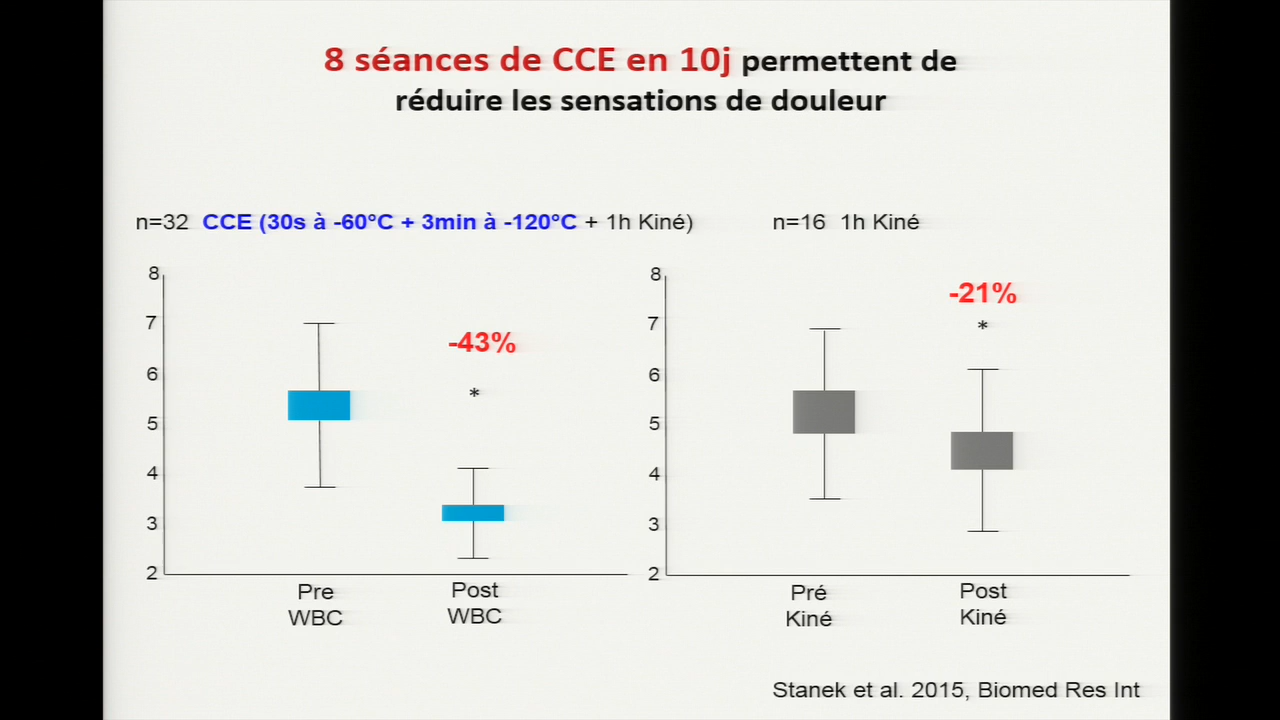 8 séances de CCE en 10j permettent de
réduire les sensations de douleur
n=32 CCE (30s à -60°C + 3min à -120°C + 1h Kiné)
8
7
6
5
4
3
2
-43%
*
Pre
WBC
Post
WBC
n=16 1h Kiné
8
7
6
5
4
3
2
-21%
*
Pré
Kiné
Post
Kiné
Stanek et al. 2015, Biomed Res Int